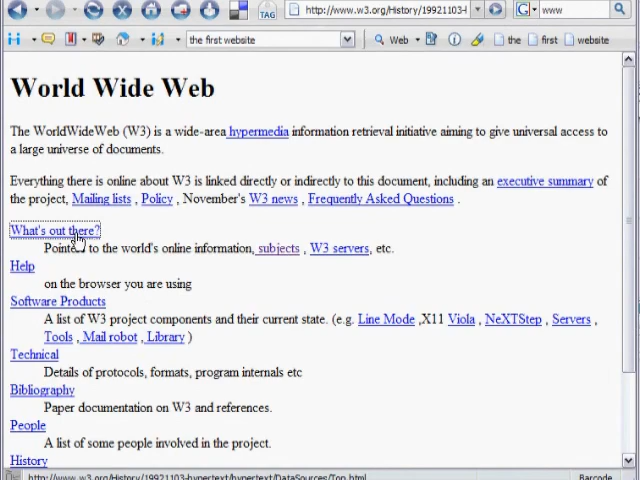 TAG http://www.w3.org/History/19921103-h G www
the first website Web the first website
World Wide Web
The WorldWideWeb (W3) is a wide-area hypermedia information retrieval initiative aiming to give universal access to
a large universe of documents.
Everything there is online about W3 is linked directly or indirectly to this document, including an executive summary of
the project, Mailing lists , Policy , November's W3 news , Frequently Asked Questions .
What's out there?
to the world's online information, subjects , W3 servers, etc.
Help
on the browser you are using
Software Products
A list of W3 project components and their current state. (e.g. Line Mode ,X11 Viola , NeXTStep , Servers ,
Tools , Mail robot , Library )
Technical
Details of protocols, formats, program internals etc
Bibliography
Paper documentation on W3 and references.
People
A list of some people involved in the project.
History
http://www.w3.org/History/19921103-hypertext/hypertext/DataSources/Top.html Barcode